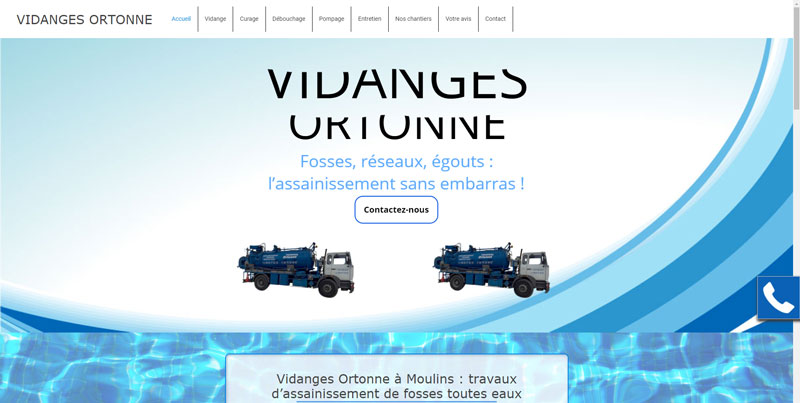 VIDANGES ORTONNE
Accueil
Vidange
Curage
Débouchage
Pompage
Entretien
Nos chantiers
Votre avis
Contact
VIDANGES
ORTONNE
Fosses, réseaux, égouts :
l’assainissement sans embarras !
Contactez-nous
Vidanges Ortonne à Moulins : travaux
d’assainissement de fosses toutes eaux